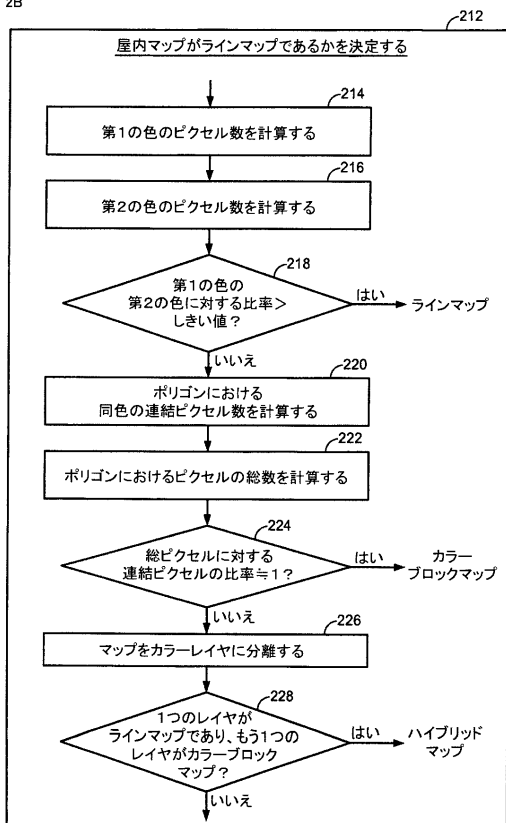 2B
212
屋内マップがラインマップであるかを決定する
214
第1の色のピクセル数を計算する
216
第2の色のピクセル数を計算する
218
第1の色の
第2の色に対する比率>
しきい値?
はい
ラインマップ
いいえ
220
ポリゴンにおける
同色の連結ピクセル数を計算する
222
ポリゴンにおけるピクセルの総数を計算する
224
総ピクセルに対する
連結ピクセルの比率≒1?
はい
カラー
ブロックマップ
いいえ
226
マップをカラーレイヤに分離する
228
1つのレイヤが
ラインマップであり、もう1つの
レイヤがカラーブロック
マップ?
はい
ハイブリッド
マップ
いいえ